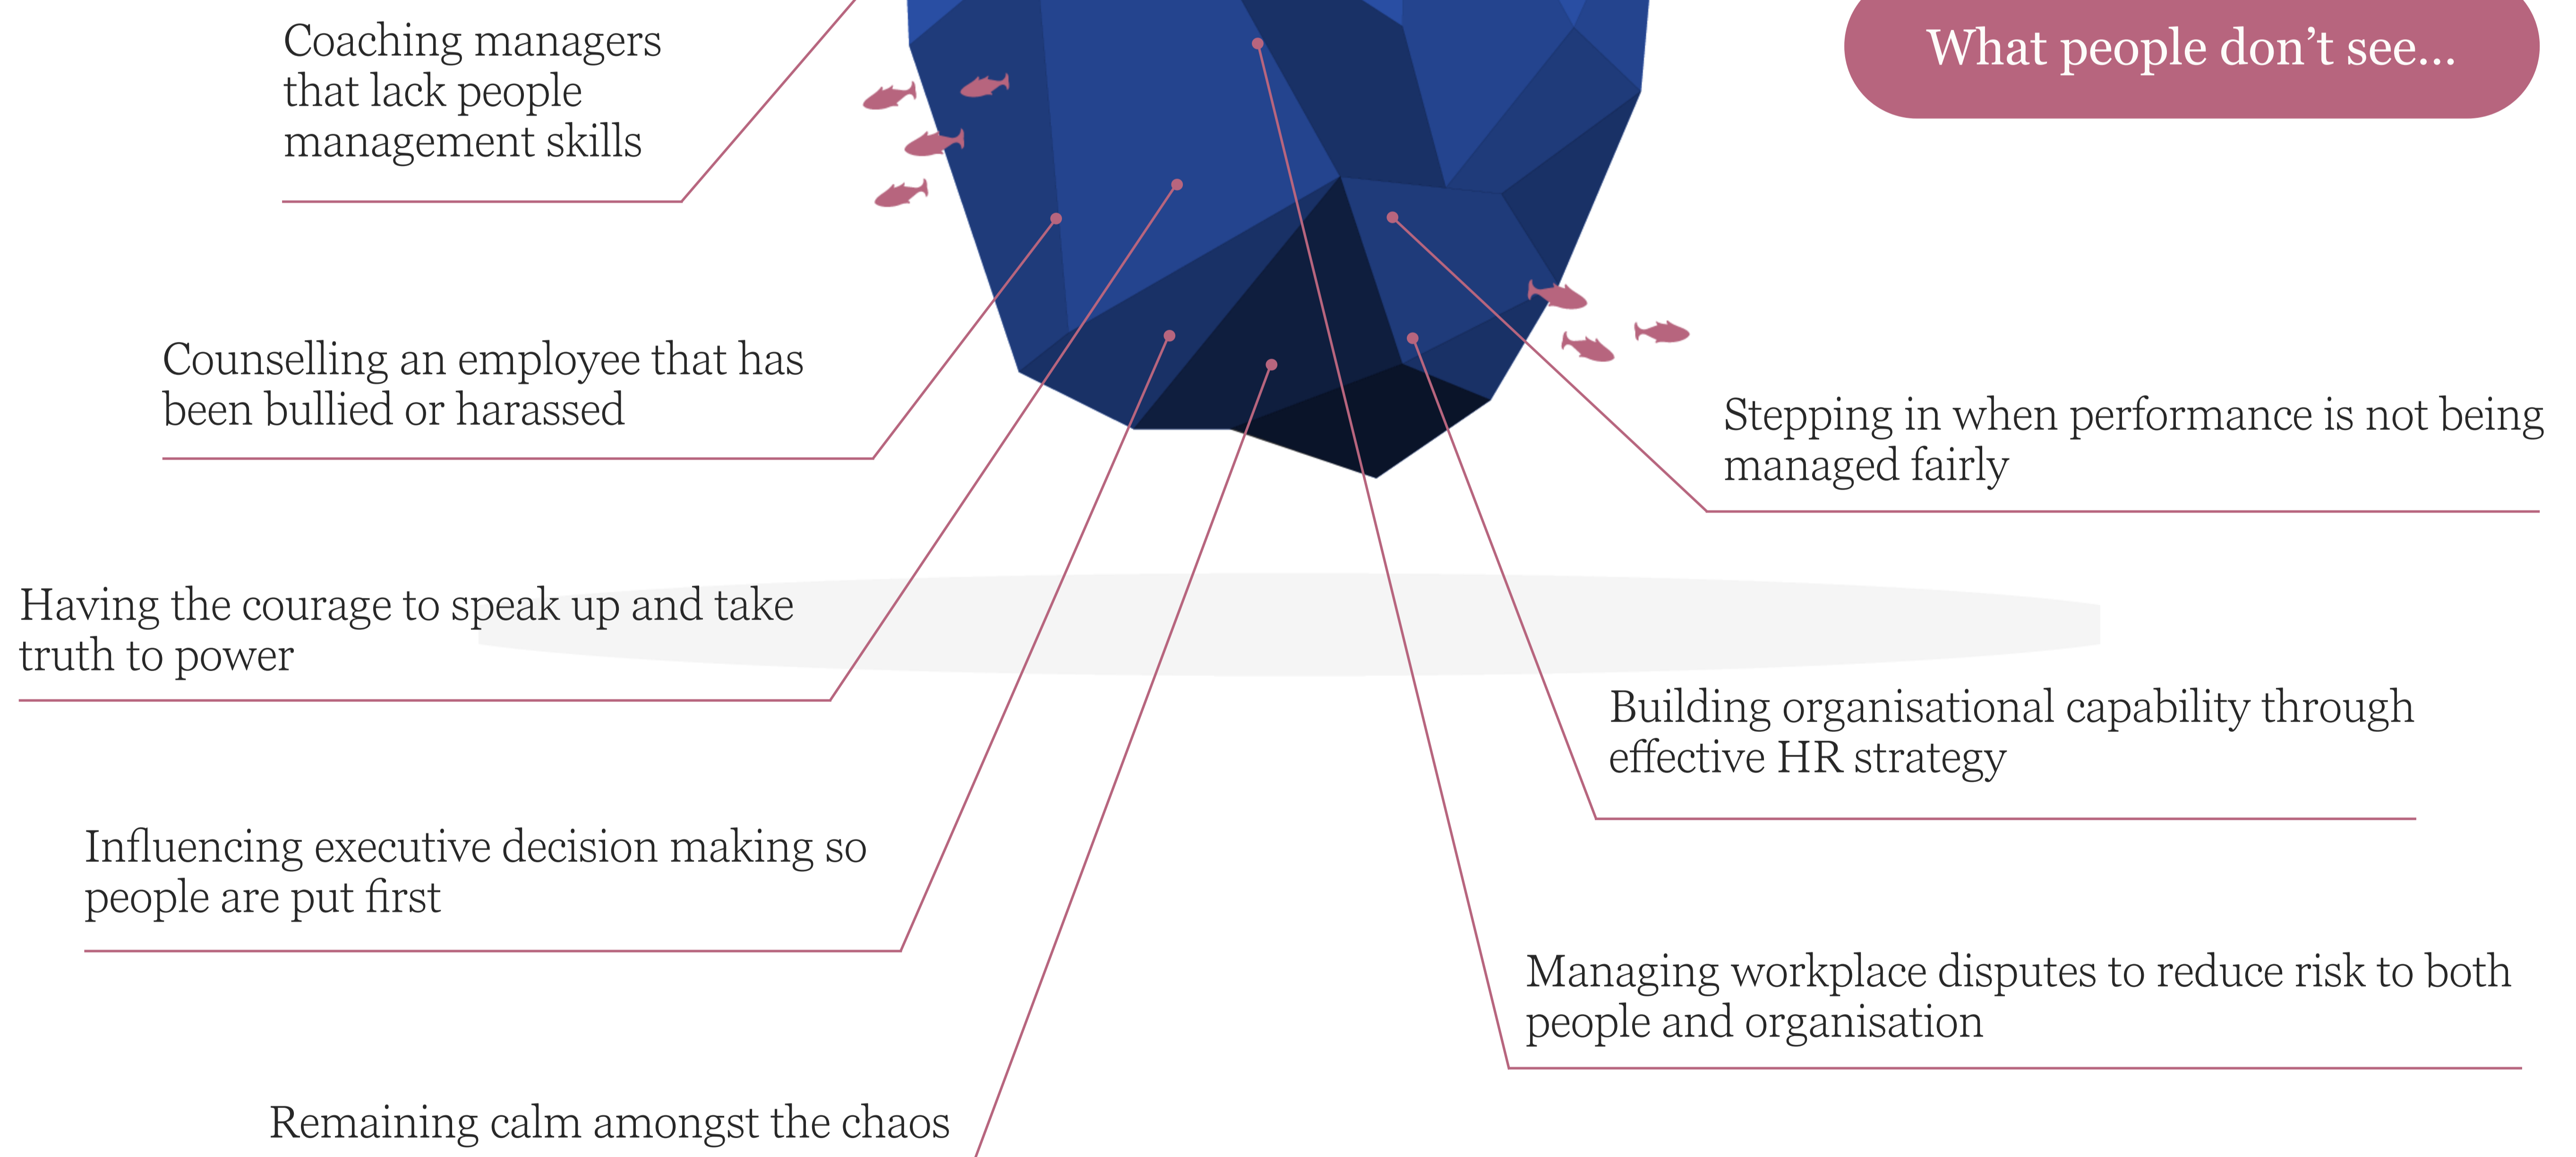 Coaching managers
that lack people
management skills
What people don’t see...
Counselling an employee that has
been bullied or harassed
Stepping in when performance is not being
managed fairly
Having the courage to speak up and take
truth to power
Building organisational capability through
effective HR strategy
Influencing executive decision making so
people are put first
Managing workplace disputes to reduce risk to both
people and organisation
Remaining calm amongst the chaos